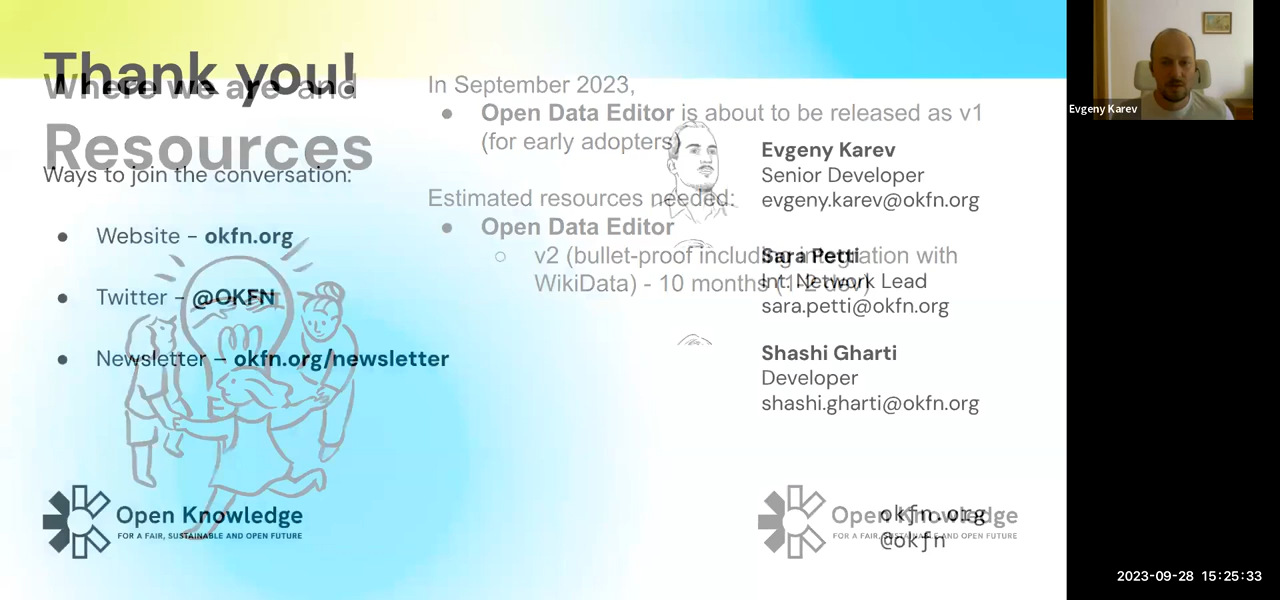 Thank you!
Where we are and
Resources
Ways to join the conversation:
● Website – okfn.org
● Twitter – @OKFN
● Newsletter – okfn.org/newsletter
In September 2023,
● Open Data Editor is about to be released as v1
(for early adopters)
Estimated resources needed:
● Open Data Editor
○ v2 (bullet-proof including integration with
WikiData) - 10 months (1-2 dev)
Evgeny Karev
Senior Developer
evgeny.karev@okfn.org
Sara Petti
Int. Network Lead
sara.petti@okfn.org
Shashi Gharti
Developer
shashi.gharti@okfn.org
Open Knowledge
FOR A FAIR, SUSTAINABLE AND OPEN FUTURE
Open Knowledge
FOR A FAIR, SUSTAINABLE AND OPEN FUTURE
okfn.org
@okfn
Evgeny Karev
2023-09-28 15:25:33